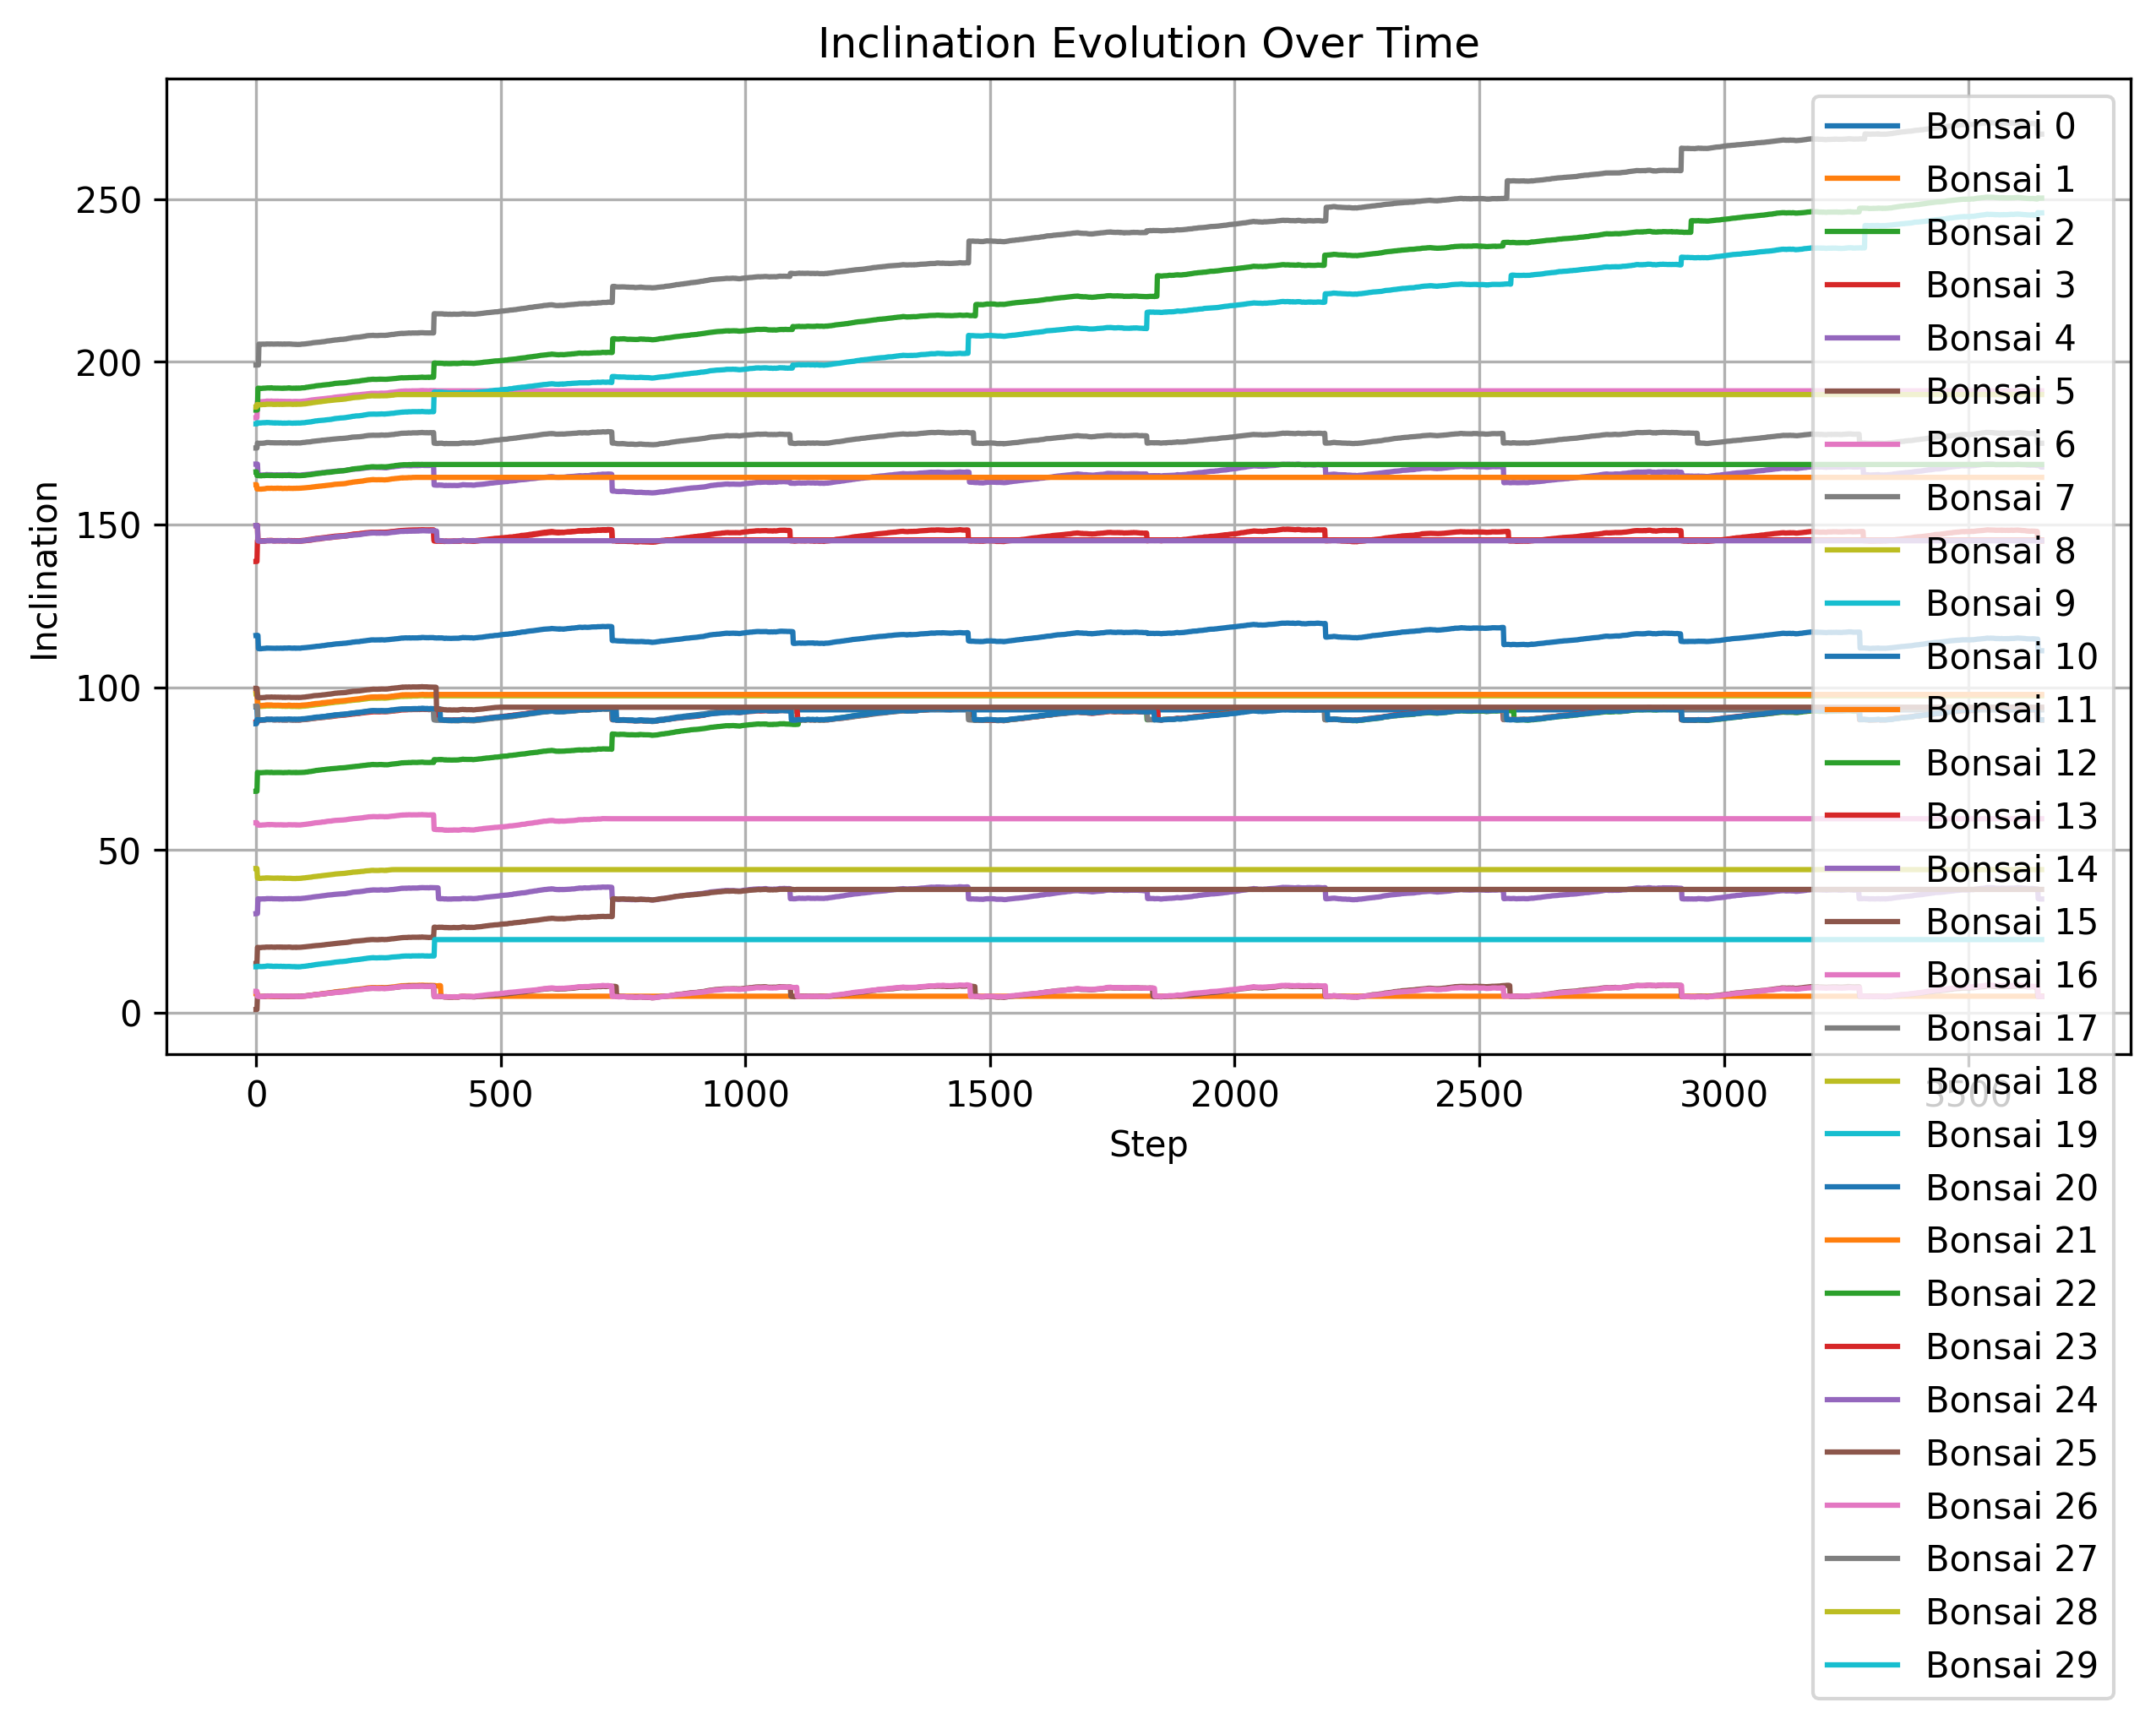 Inclination Evolution Over Time
Inclination
250
200
150
100
50
0
0 500 1000 1500 2000 2500 3000 3500
Step
Bonsai 0
Bonsai 1
Bonsai 2
Bonsai 3
Bonsai 4
Bonsai 5
Bonsai 6
Bonsai 7
Bonsai 8
Bonsai 9
Bonsai 10
Bonsai 11
Bonsai 12
Bonsai 13
Bonsai 14
Bonsai 15
Bonsai 16
Bonsai 17
Bonsai 18
Bonsai 19
Bonsai 20
Bonsai 21
Bonsai 22
Bonsai 23
Bonsai 24
Bonsai 25
Bonsai 26
Bonsai 27
Bonsai 28
Bonsai 29